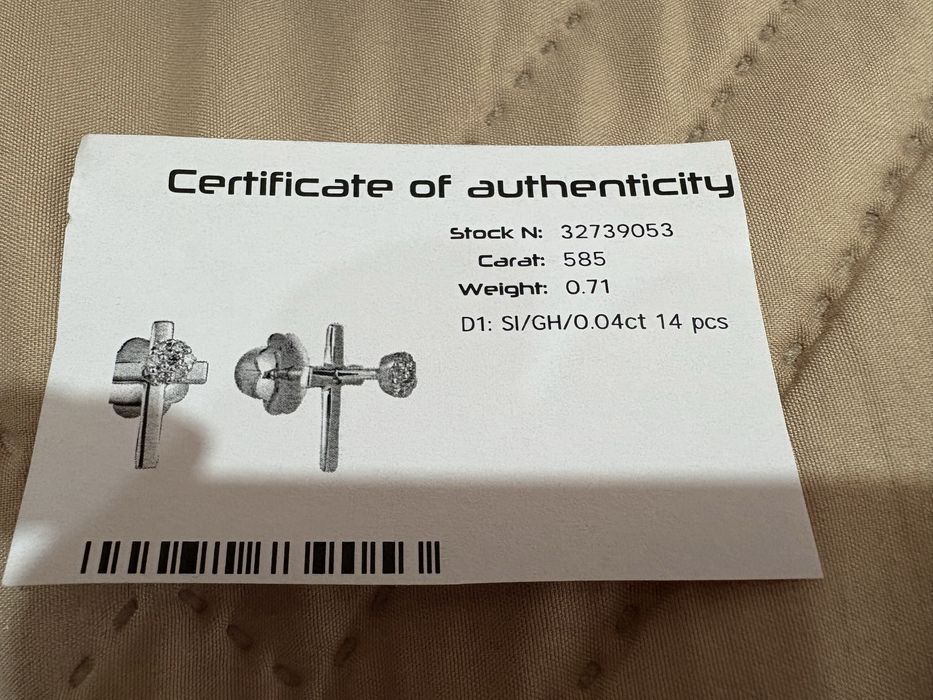 Certificate of authenticity
Stock N: 32739053
Carat: 585
Weight: 0.71
D1: SI/GH/0.04ct 14 pcs